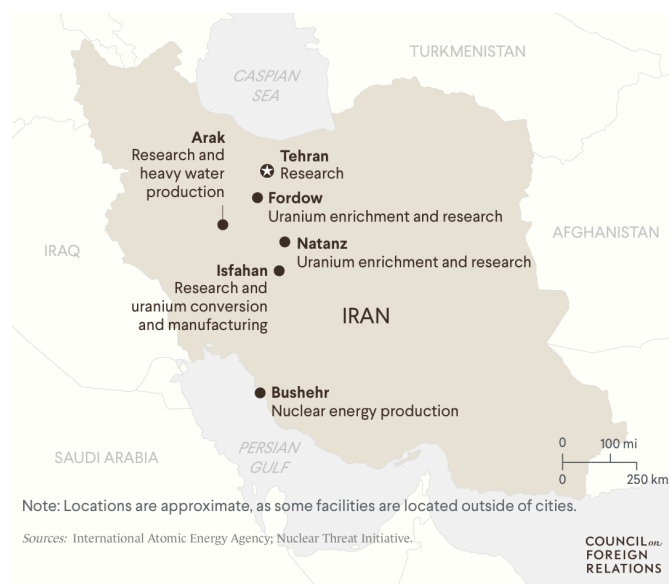 TURKMENISTAN
CASPIAN
SEA
Arak
Research and
heavy water
production
Tehran
Research
Fordow
Uranium enrichment and research
AFGHANISTAN
IRAQ
Natanz
Uranium enrichment and research
Isfahan
Research and
uranium conversion
and manufacturing
IRAN
Bushehr
Nuclear energy production
PERSIAN
GULF
SAUDI ARABIA
0 100 mi
0 250 km
Note: Locations are approximate, as some facilities are located outside of cities.
Sources: International Atomic Energy Agency; Nuclear Threat Initiative.
COUNCIL on
FOREIGN
RELATIONS